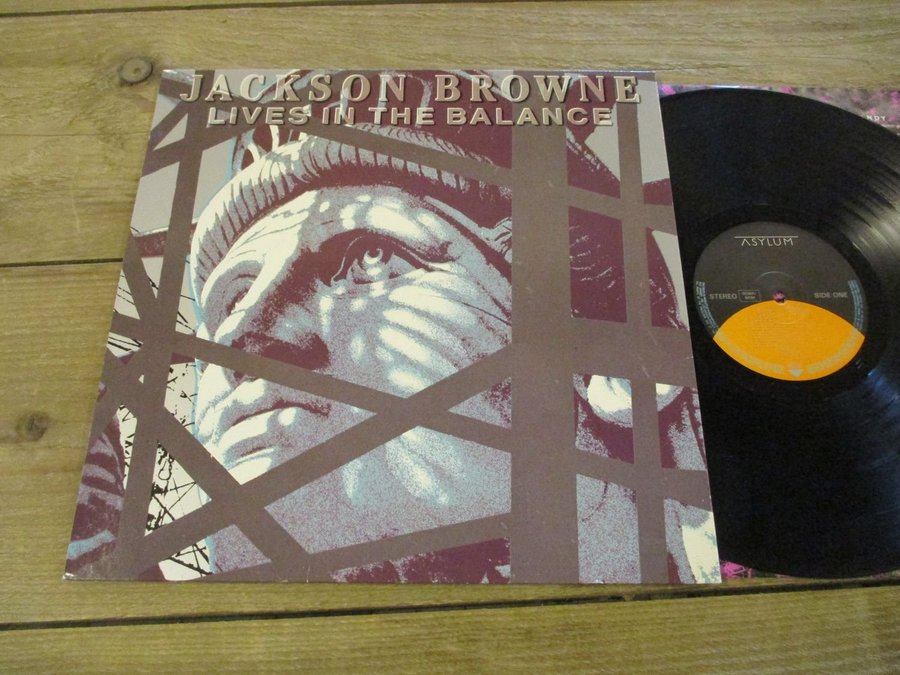 JACKSON BROWNE
LIVES IN THE BALANCE
ASYLUM
STEREO
SIDE ONE